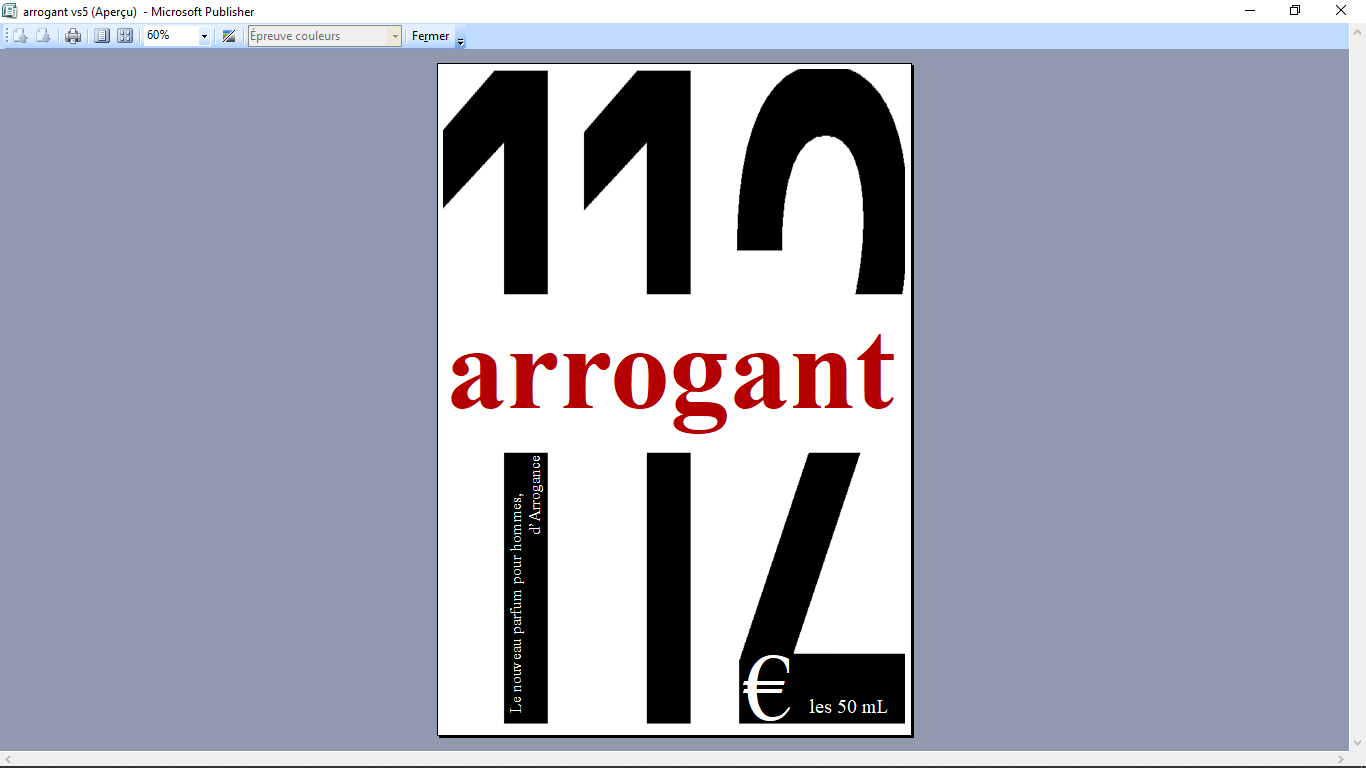 arrogant vs5 (Aperçu) - Microsoft Publisher
60%
Épreuve couleurs
Fermer
112
arrogant
Le nouveau parfum pour hommes,
d'Arrogance
€
les 50 mL